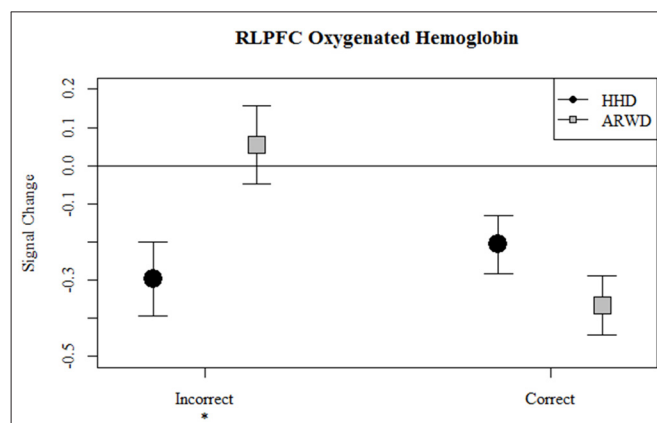 RLPFC Oxygenated Hemoglobin
HHD
ARWD
Signal Change
0.2
0.1
0.0
-0.1
-0.3
-0.5
Incorrect
Correct
*